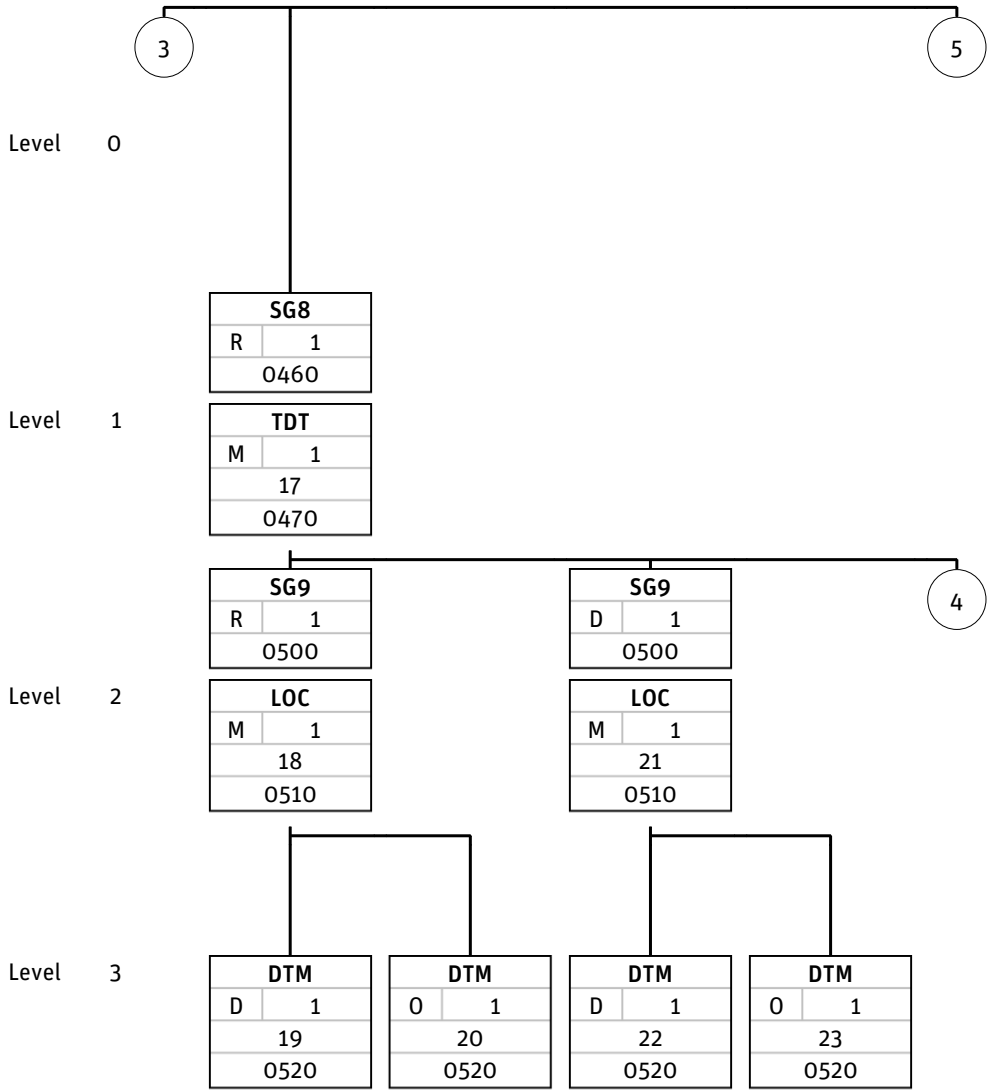 3 5
Level 0
SG8
R 1
0460
Level 1
TDT
M 1
17
0470
SG9 SG9
R 1 D 1
4
0500 0500
Level 2
LOC LOC
M 1 M 1
18 21
0510 0510
Level 3
DTM DTM DTM DTM
D 1 O 1 D 1 O 1
19 20 22 23
0520 0520 0520 0520